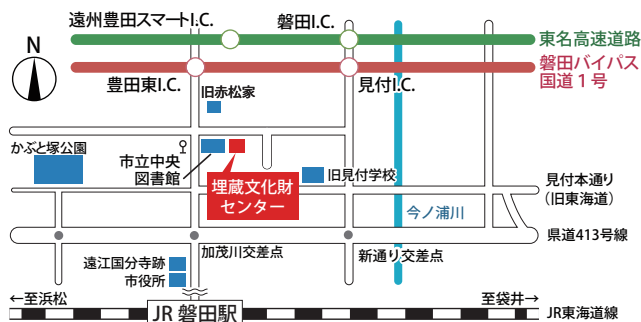 遠州豊田スマートI.C.
磐田I.C.
N
東名高速道路
磐田バイパス
国道1号
豊田東I.C.
見付I.C.
旧赤松家
かぶと塚公園
市立中央
図書館
旧見付学校
埋蔵文化財
センター
見付本通り
(旧東海道)
今ノ浦川
県道413号線
加茂川交差点
新通り交差点
遠江国分寺跡
市役所
←至浜松
至袋井→
JR 磐田駅
JR東海道線